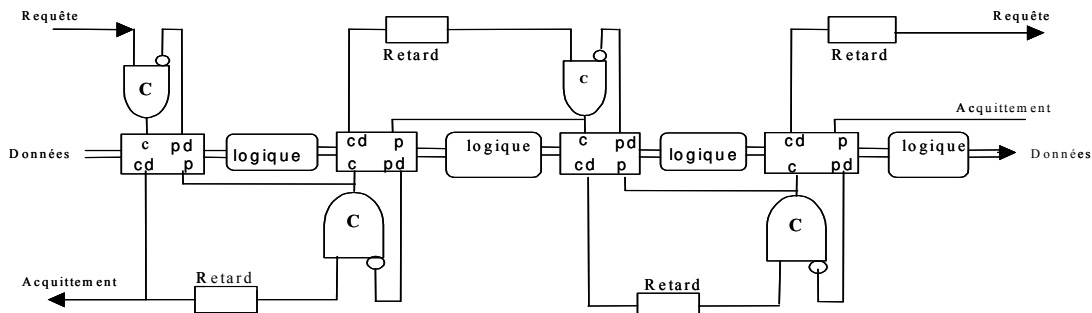 Requête
Requête
Retard
Retard
C
C
Acquittement
Données
c pd
cd p
logique
cd p
c pd
logique
c pd
cd p
logique
cd p
c pd
logique
Données
C
C
Acquittement
Retard
Retard